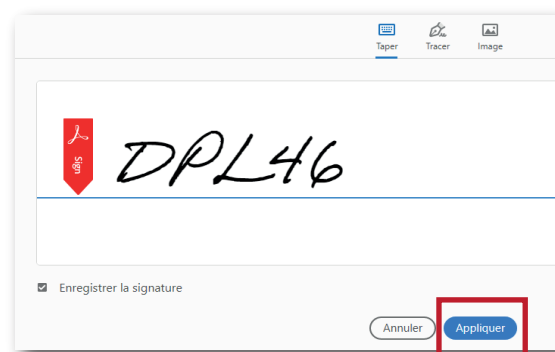 Taper Tracer Image
Sign
DPL46
Enregistrer la signature
Annuler Appliquer